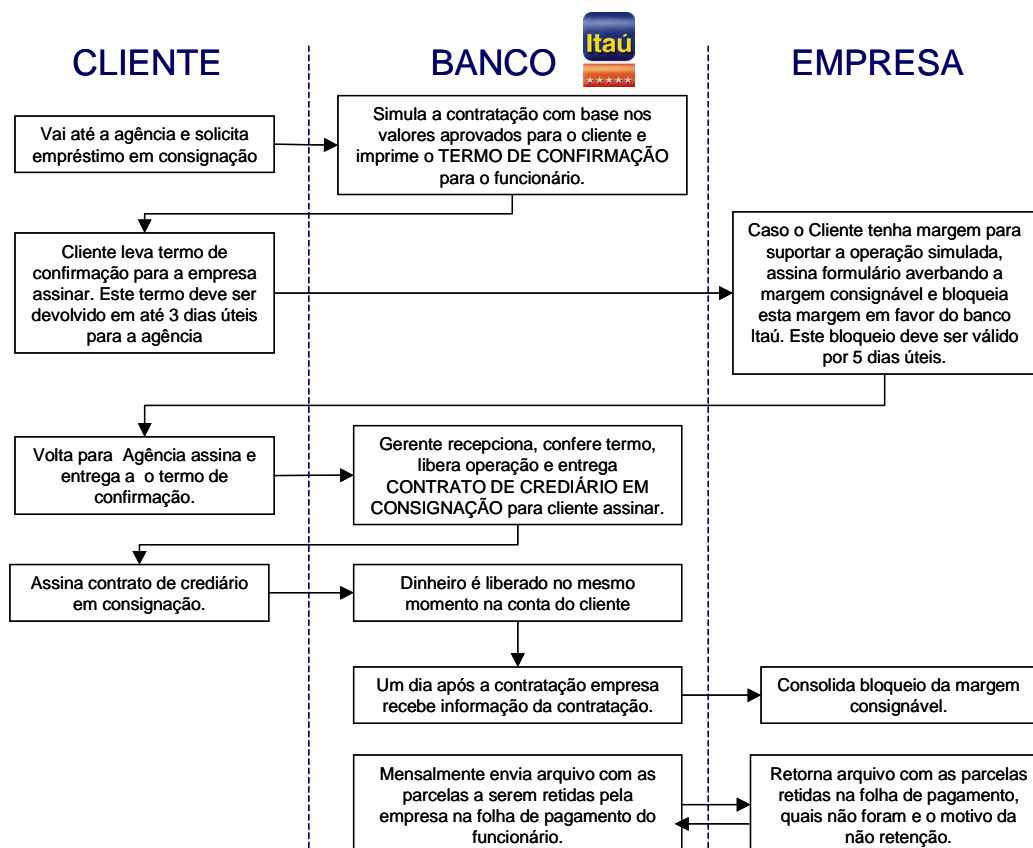 CLIENTE
BANCO
Itaú
EMPRESA
Vai até a agência e solicita
empréstimo em consignação
Simula a contratação com base nos
valores aprovados para o cliente e
imprime o TERMO DE CONFIRMAÇÃO
para o funcionário.
Cliente leva termo de
confirmação para a empresa
assinar. Este termo deve ser
devolvido em até 3 dias úteis
para a agência
Caso o Cliente tenha margem para
suportar a operação simulada,
assina formulário averbando a
margem consignável e bloqueia
esta margem em favor do banco
Itaú. Este bloqueio deve ser válido
por 5 dias úteis.
Volta para Agência assina e
entrega a o termo de
confirmação.
Gerente recepciona, confere termo,
libera operação e entrega
CONTRATO DE CREDIÁRIO EM
CONSIGNAÇÃO para cliente assinar.
Assina contrato de crediário
em consignação.
Dinheiro é liberado no mesmo
momento na conta do cliente
Um dia após a contratação empresa
recebe informação da contratação.
Consolida bloqueio da margem
consignável.
Mensalmente envia arquivo com as
parcelas a serem retidas pela
empresa na folha de pagamento do
funcionário.
Retorna arquivo com as parcelas
retidas na folha de pagamento,
quais não foram e o motivo da
não retenção.